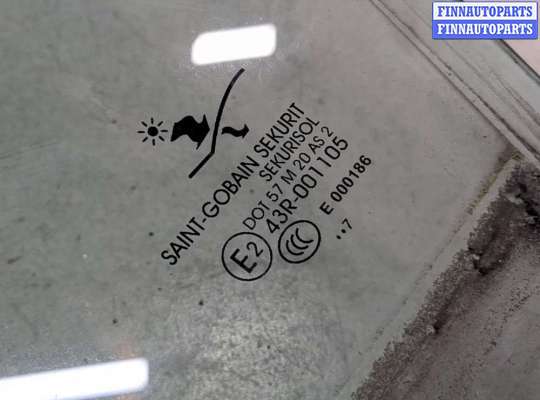 FINNAUTOPARTS
FINNAUTOPARTS
SAINT-GOBAIN SEKURIT
SEKURISOL
DOT 57 M 20 AS 2
43R-001105
E2
CCC
E 000186
••7